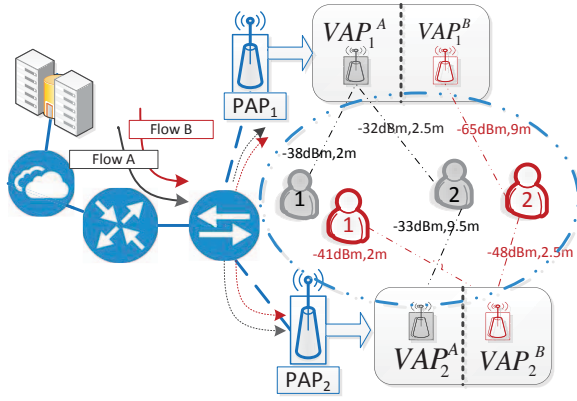 VAP₁ᴬ
VAP₁ᴮ
PAP₁
Flow B
Flow A
-65dBm,9m
-32dBm,2.5m
-38dBm,2m
1
2
2
1
-33dBm,9.5m
-41dBm,2m
-48dBm,2.5m
PAP₂
VAP₂ᴬ
VAP₂ᴮ